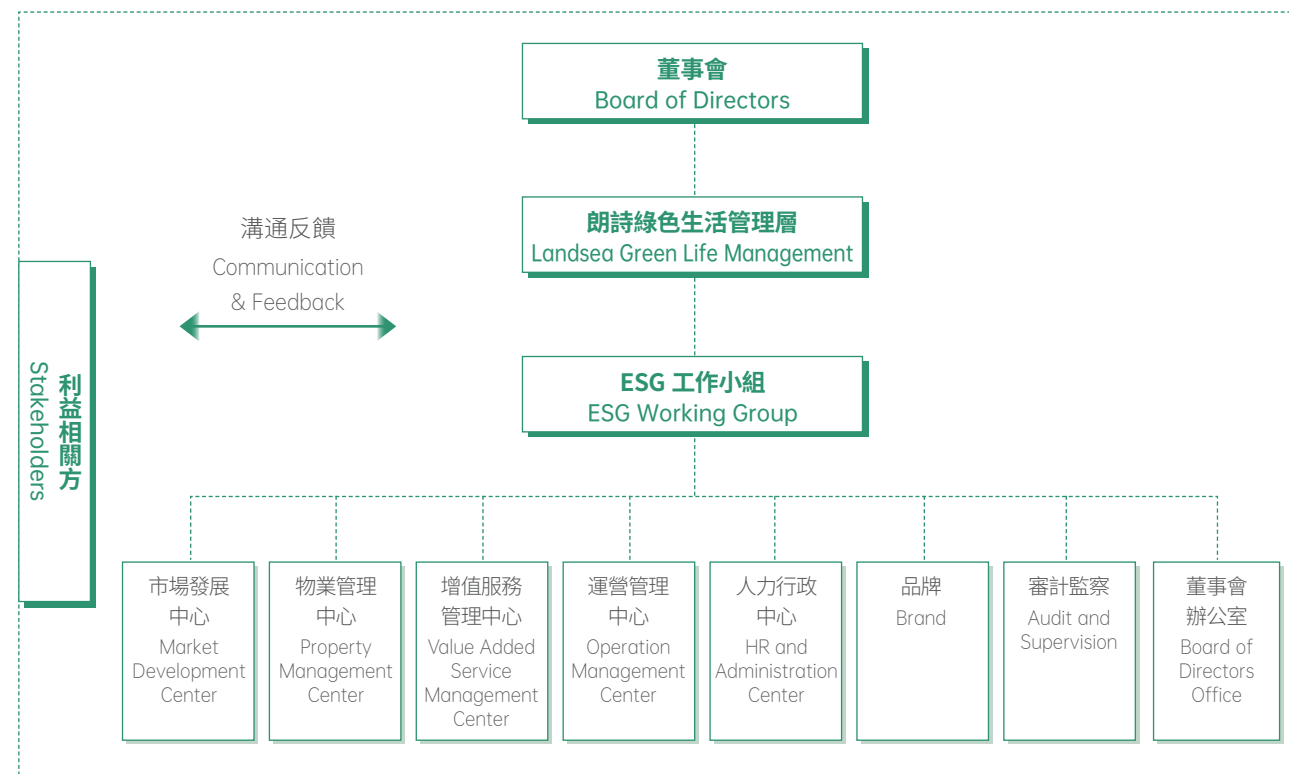 董事會
Board of Directors
朗詩綠色生活管理層
Landsea Green Life Management
溝通反饋
Communication
& Feedback
利益相關方
Stakeholders
ESG 工作小組
ESG Working Group
市場發展
中心
Market
Development
Center
物業管理
中心
Property
Management
Center
增值服務
管理中心
Value Added
Service
Management
Center
運營管理
中心
Operation
Management
Center
人力行政
中心
HR and
Administration
Center
品牌
Brand
審計監察
Audit and
Supervision
董事會
辦公室
Board of
Directors
Office